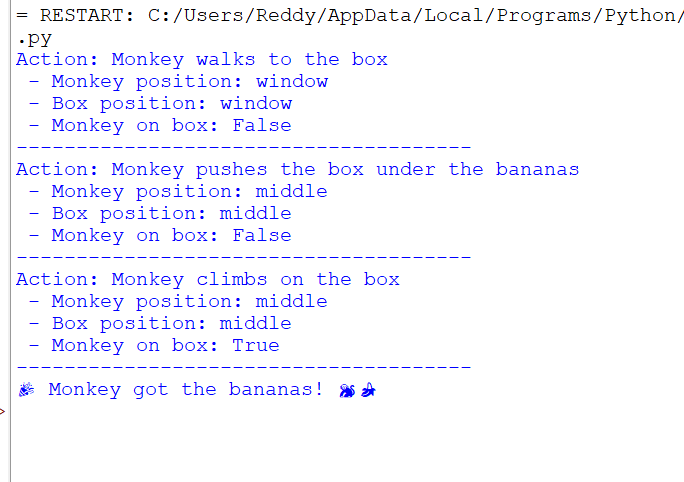 = RESTART: C:/Users/Reddy/AppData/Local/Programs/Python/
.py
Action: Monkey walks to the box
 - Monkey position: window
 - Box position: window
 - Monkey on box: False
--------------------------------------
Action: Monkey pushes the box under the bananas
 - Monkey position: middle
 - Box position: middle
 - Monkey on box: False
--------------------------------------
Action: Monkey climbs on the box
 - Monkey position: middle
 - Box position: middle
 - Monkey on box: True
--------------------------------------
🎉 Monkey got the bananas! 🐒🍌
>